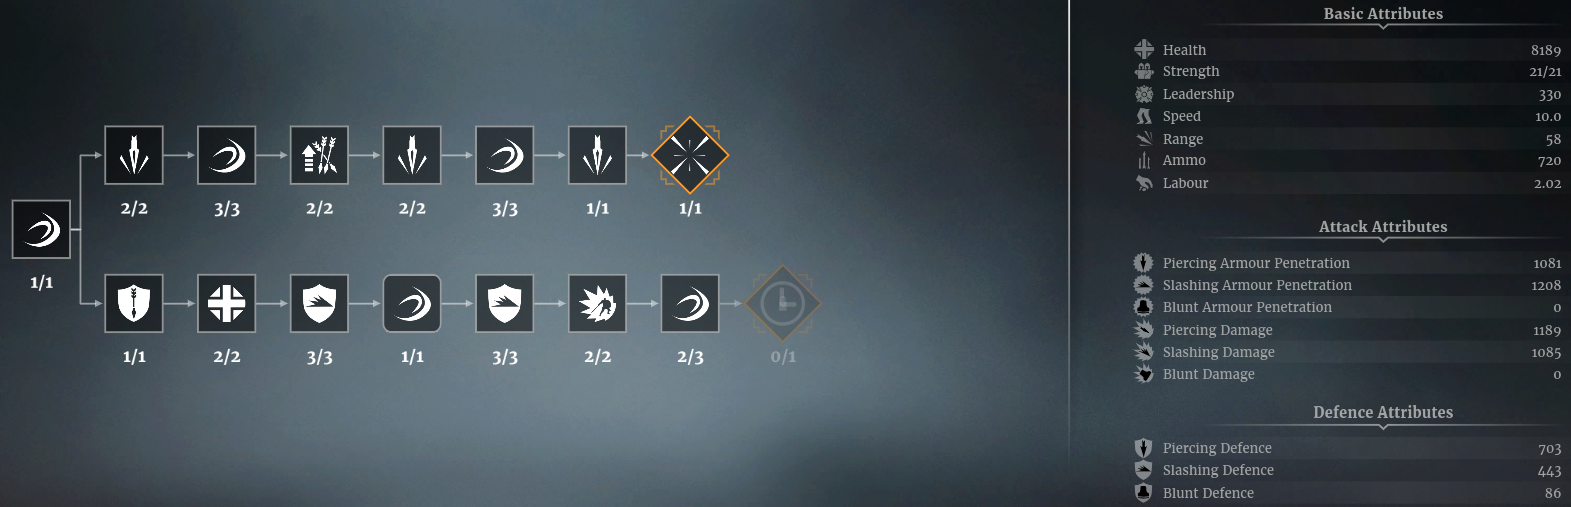 2/2 3/3 2/2 2/2 3/3 1/1 1/1
1/1
1/1 2/2 3/3 1/1 3/3 2/2 2/3 0/1
Basic Attributes
Health 8189
Strength 21/21
Leadership 330
Speed 10.0
Range 58
Ammo 720
Labour 2.02
Attack Attributes
Piercing Armour Penetration 1081
Slashing Armour Penetration 1208
Blunt Armour Penetration 0
Piercing Damage 1189
Slashing Damage 1085
Blunt Damage 0
Defence Attributes
Piercing Defence 703
Slashing Defence 443
Blunt Defence 86